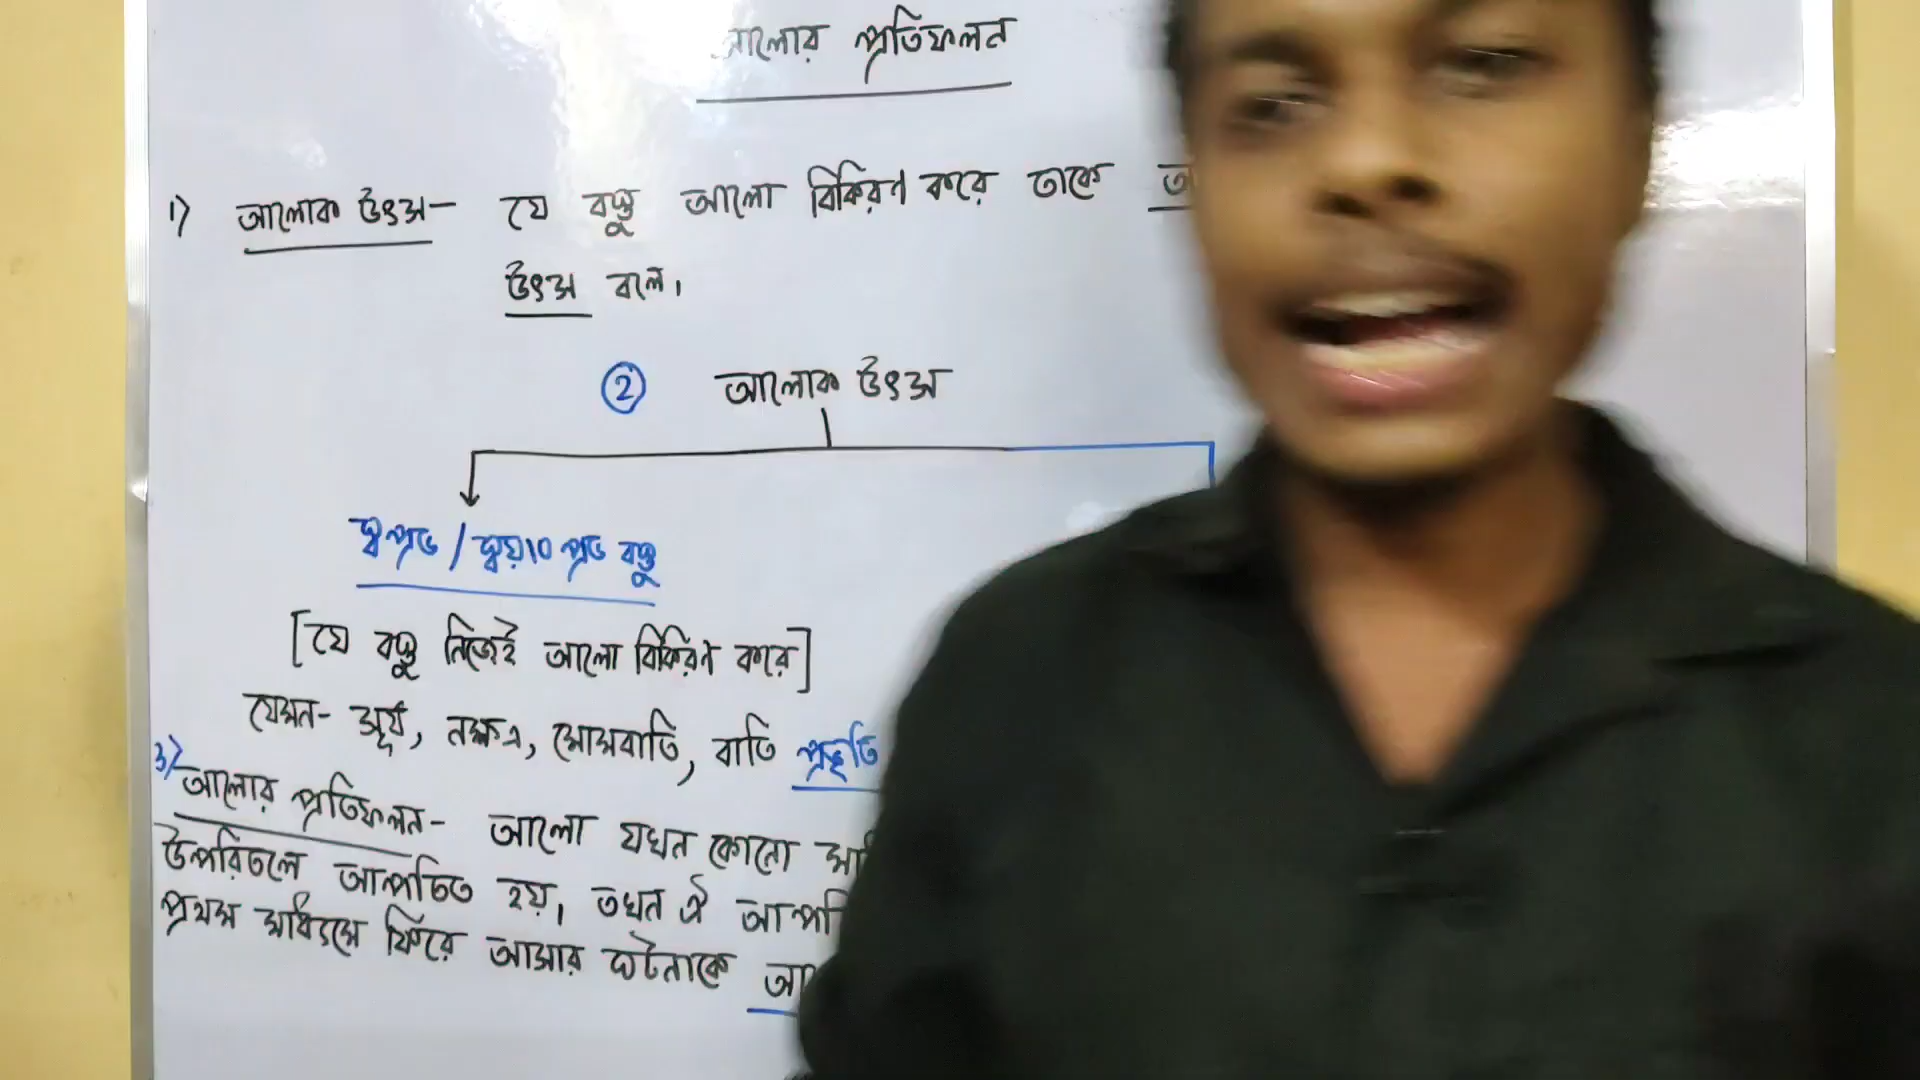 আলোর প্রতিফলন
1) আলোক উৎস- যে বস্তু আলো বিকিরণ করে তাকে
উৎস বলে।
2 আলোক উৎস
স্বপ্রভ / স্বয়ং প্রভ বস্তু
[যে বস্তু নিজেই আলো বিকিরণ করে]
যেমন- সূর্য, নক্ষত্র, মোমবাতি, বাতি প্রভৃতি
3) আলোর প্রতিফলন- আলো যখন কোনো
উপরিতলে আপতিত হয়, তখন ঐ
প্রথম মাধ্যমে ফিরে আসার ঘটনাকে